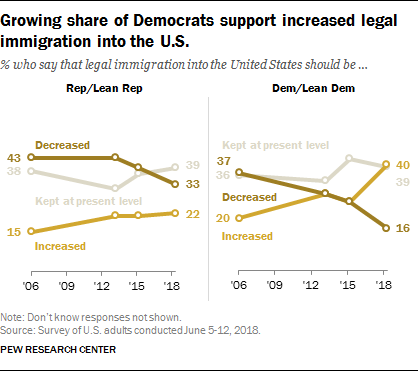 Growing share of Democrats support increased legal
immigration into the U.S.
% who say that legal immigration into the United States should be ...
Rep/Lean Rep
Dem/Lean Dem
Decreased
43
38
39
33
Kept at present level
15
22
Increased
'06
'09
'12
'15
'18
Kept at present level
37
36
40
39
Decreased
20
16
Increased
'06
'09
'12
'15
'18
Note: Don't know responses not shown.
Source: Survey of U.S. adults conducted June 5-12, 2018.
PEW RESEARCH CENTER